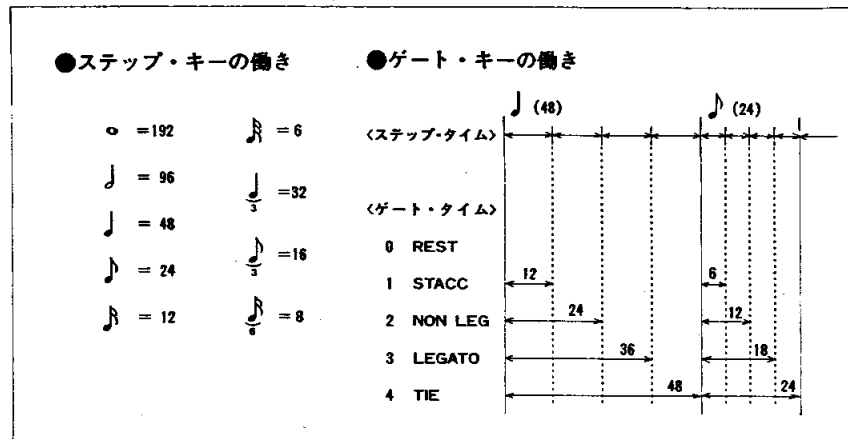 ●ステップ・キーの働き
=192
= 96
= 48
= 24
= 12
= 6
3 =32
3 =16
6 =8
●ゲート・キーの働き
(48) (24)
〈ステップ・タイム〉
〈ゲート・タイム〉
0 REST
1 STACC 12 6
2 NON LEG 24 12
3 LEGATO 36 18
4 TIE 48 24